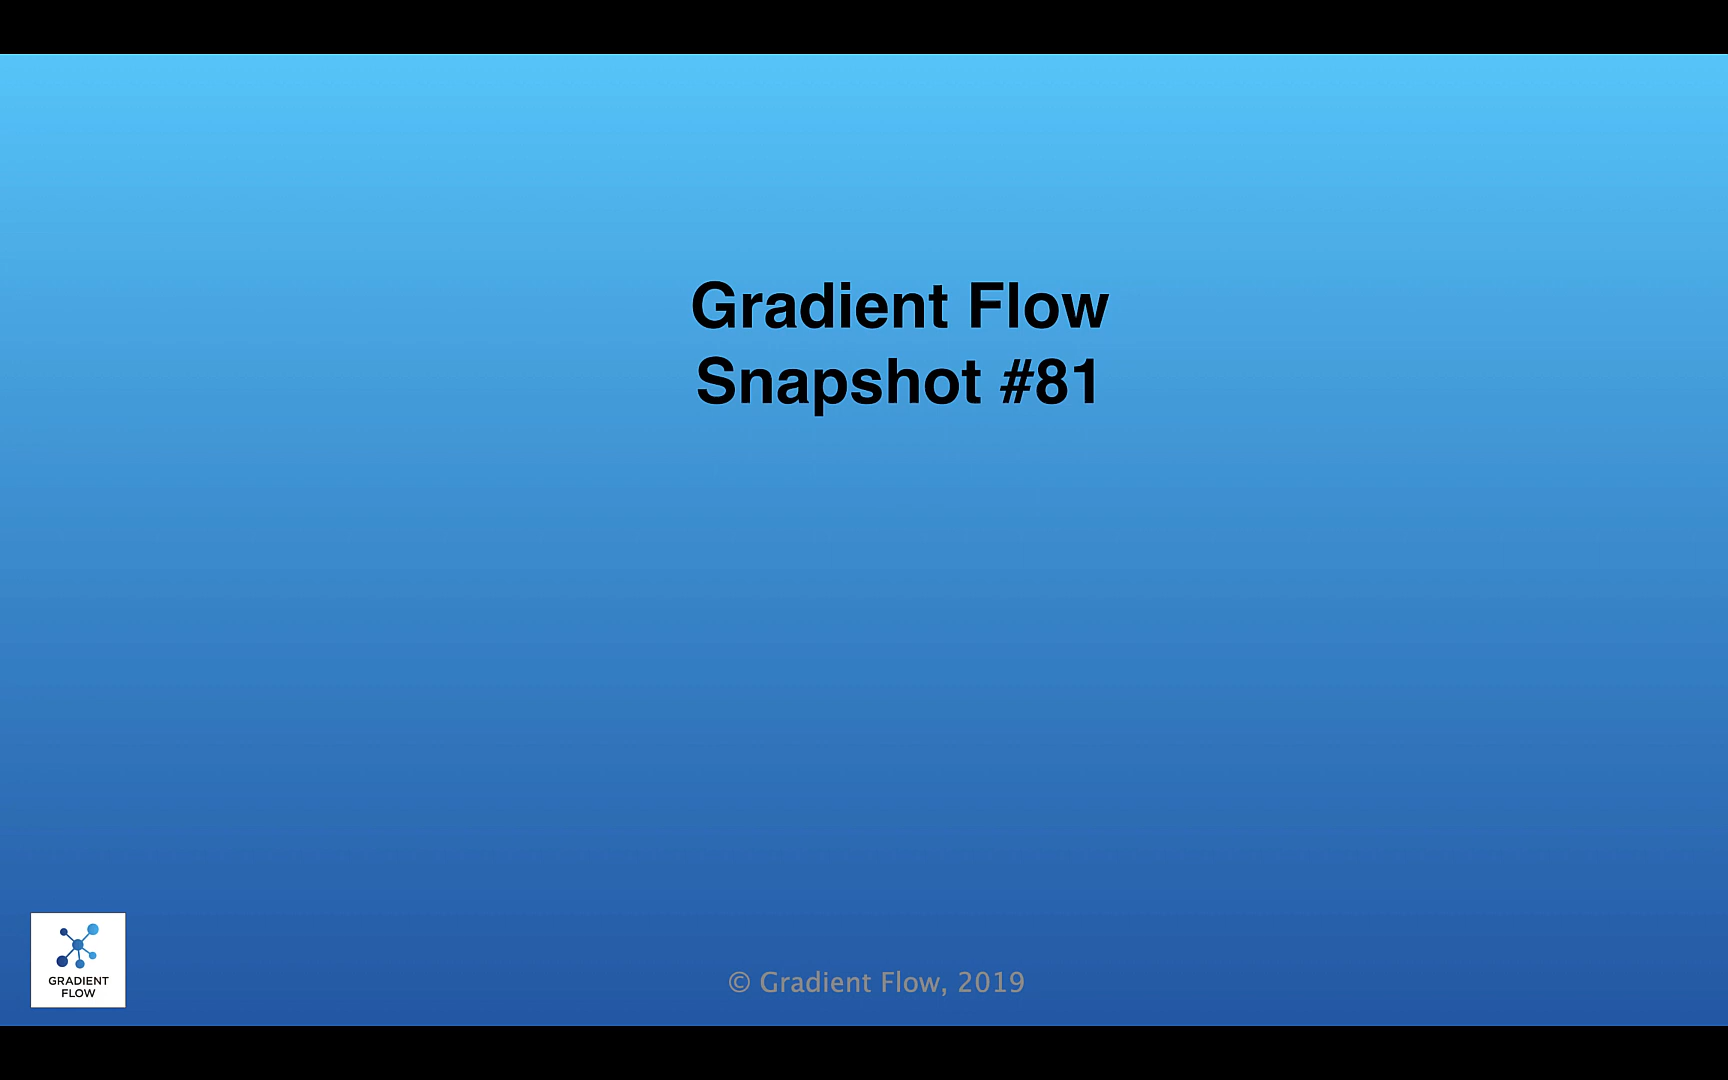 Gradient Flow
Snapshot #81
GRADIENT
FLOW
© Gradient Flow, 2019